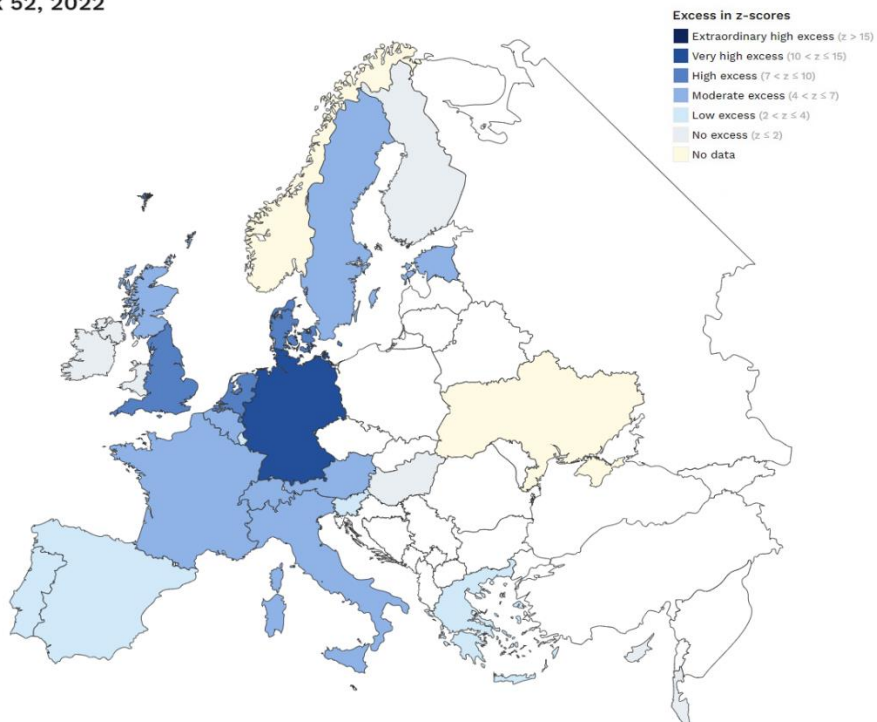 52, 2022
Excess in z-scores
Extraordinary high excess (z > 15)
Very high excess (10 < z ≤ 15)
High excess (7 < z ≤ 10)
Moderate excess (4 < z ≤ 7)
Low excess (2 < z ≤ 4)
No excess (z ≤ 2)
No data